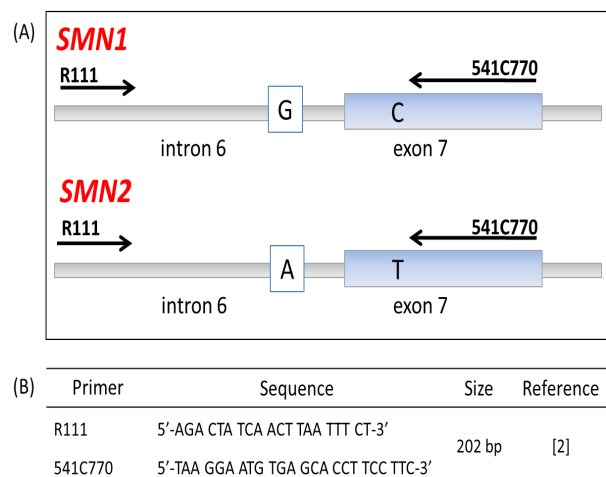 (A)
SMN1
R111
541C770
G
C
intron 6
exon 7
SMN2
R111
541C770
A
T
intron 6
exon 7
(B) Primer Sequence Size Reference
R111 5’-AGA CTA TCA ACT TAA TTT CT-3’
202 bp [2]
541C770 5’-TAA GGA ATG TGA GCA CCT TCC TTC-3’